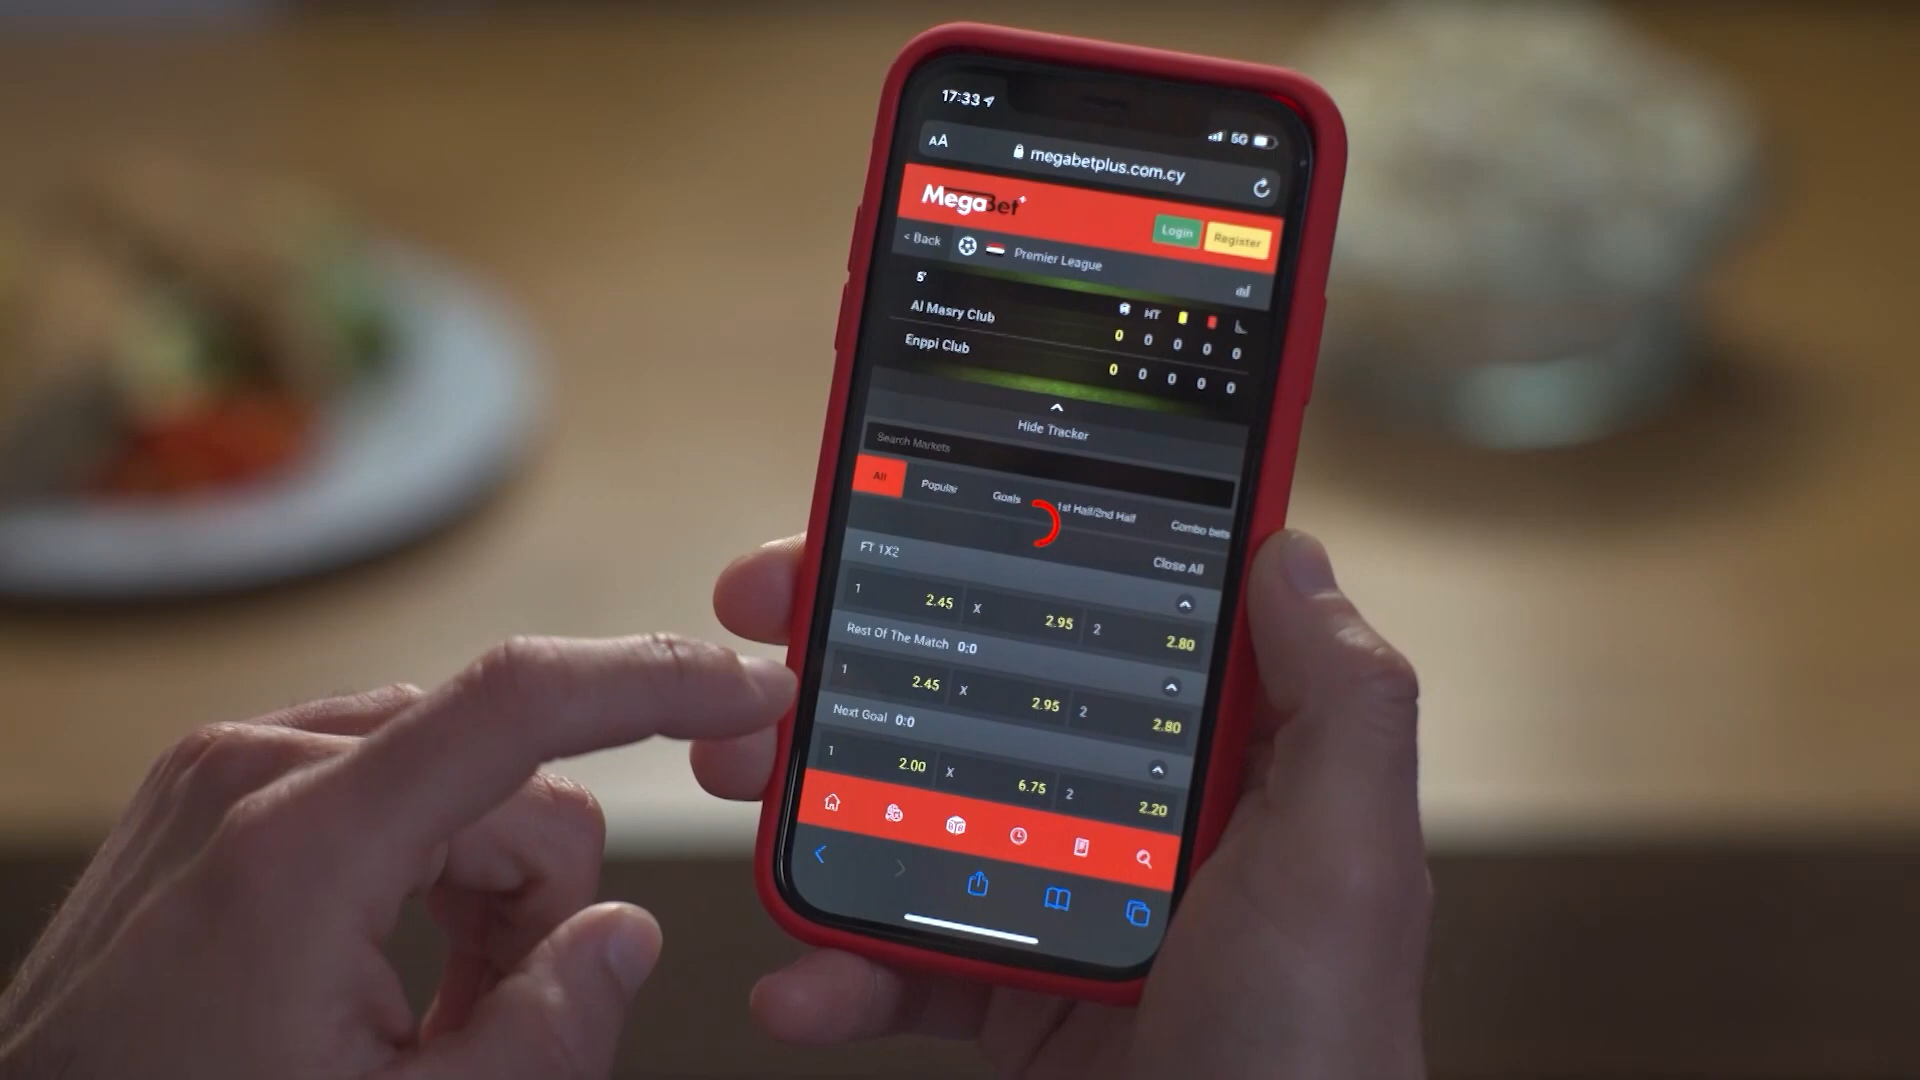 17:33
5G
AA megabetplus.com.cy
MegaBet+
Login Register
< Back Premier League
5'
HT
Al Masry Club 0 0 0 0 0
Enppi Club 0 0 0 0 0
Hide Tracker
Search Markets
All Popular Goals 1st Half/2nd Half Combo bets
Close All
FT 1X2
1 2.45 X 2.95 2 2.80
Rest Of The Match 0:0
1 2.45 X 2.95 2 2.80
Next Goal 0:0
1 2.00 X 6.75 2 2.20